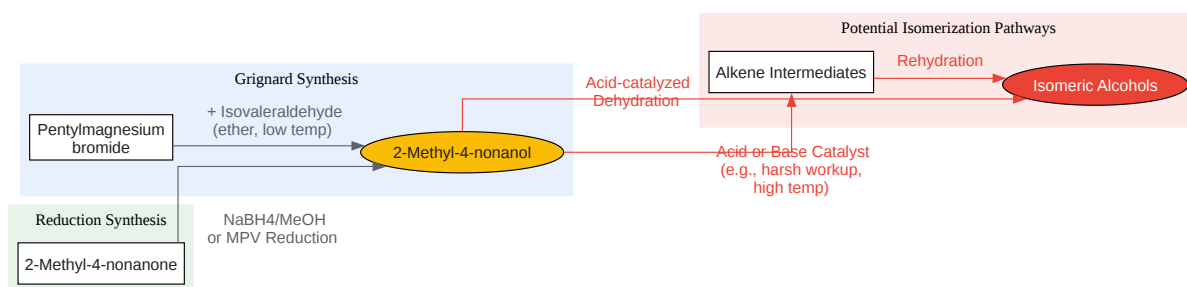 Potential Isomerization Pathways
Alkene Intermediates
Rehydration
Isomeric Alcohols
Grignard Synthesis
Acid-catalyzed
Dehydration
+ Isovaleraldehyde
(ether, low temp)
Pentylmagnesium
bromide
2-Methyl-4-nonanol
Acid or Base Catalyst
(e.g., harsh workup,
high temp)
Reduction Synthesis
NaBH4/MeOH
or MPV Reduction
2-Methyl-4-nonanone